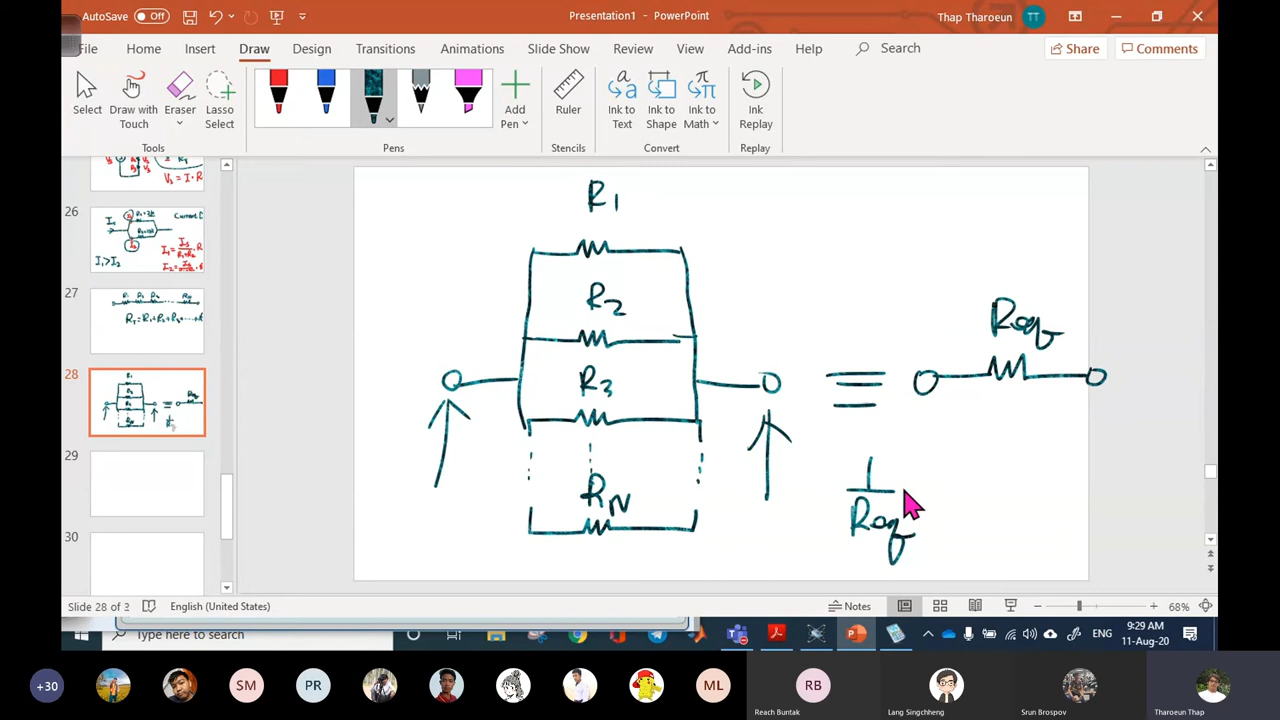 AutoSave Off
Presentation1 - PowerPoint
Thap Tharoeun TT
File Home Insert Draw Design Transitions Animations Slide Show Review View Add-ins Help Search Share Comments
Select
Draw with Touch
Eraser
Lasso Select
Add Pen
Ruler
Ink to Text
Ink to Shape
Ink to Math
Ink Replay
Tools Pens Stencils Convert Replay
26
27
28
29
30
R1
R2
R3
RN
Req
1
Req
Slide 28 of 3 English (United States) Notes 68%
Type here to search
ENG
9:29 AM
11-Aug-20
+30 SM PR ML RB
Reach Buntak
Lang Singchheng
Srun Brospov
Tharoeun Thap